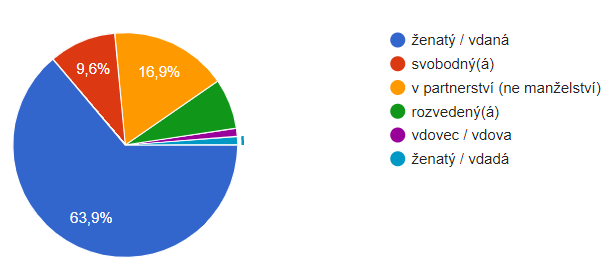 9,6%
16,9%
63,9%
ženatý / vdaná
svobodný(á)
v partnerství (ne manželství)
rozvedený(á)
vdovec / vdova
ženatý / vdadá